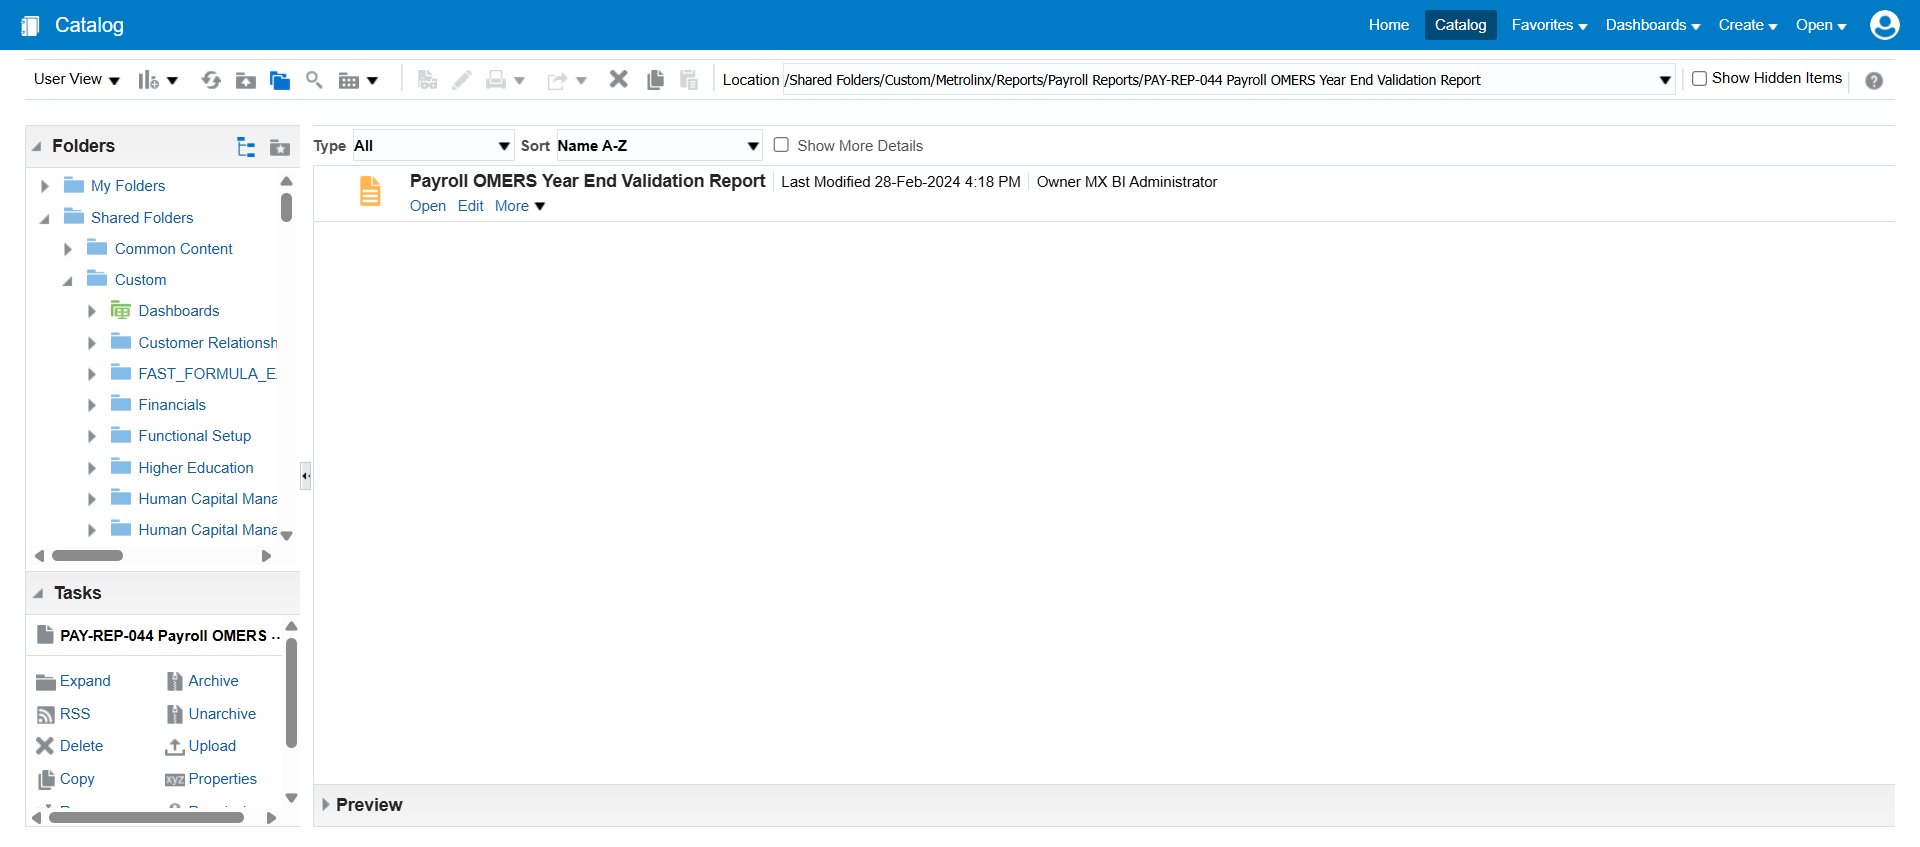 Catalog
Home Catalog Favorites Dashboards Create Open
User View
Location /Shared Folders/Custom/Metrolinx/Reports/Payroll Reports/PAY-REP-044 Payroll OMERS Year End Validation Report
Show Hidden Items
Folders
My Folders
Shared Folders
Common Content
Custom
Dashboards
Customer Relationsh
FAST_FORMULA_E
Financials
Functional Setup
Higher Education
Human Capital Mana
Human Capital Mana
Tasks
PAY-REP-044 Payroll OMERS ..
Expand Archive
RSS Unarchive
Delete Upload
Copy xyz Properties
Type All Sort Name A-Z Show More Details
Payroll OMERS Year End Validation Report Last Modified 28-Feb-2024 4:18 PM Owner MX BI Administrator
Open Edit More
Preview